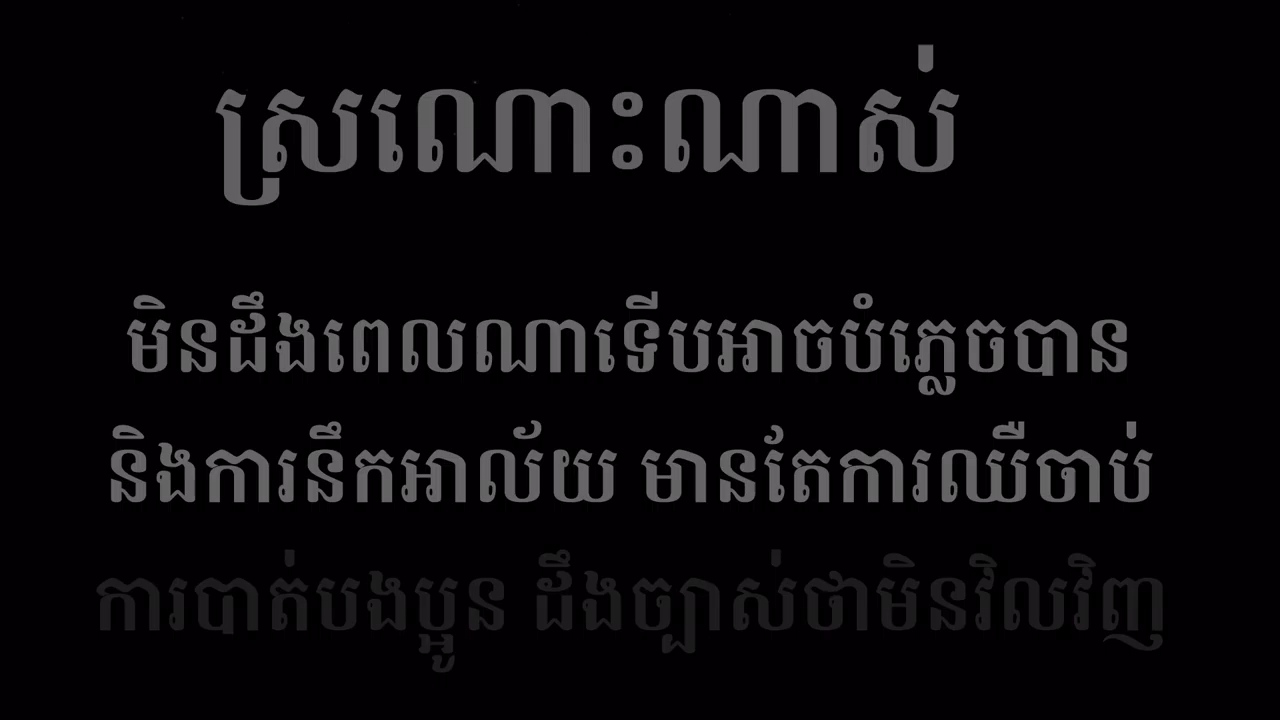 ស្រណោះណាស់
មិនដឹងពេលណាទើបអាចបំភ្លេចបាន
និងការនឹកអាល័យ មានតែការឈឺចាប់
ការបាត់បងប្អូន ដឹងច្បាស់ថាមិនវិលវិញ